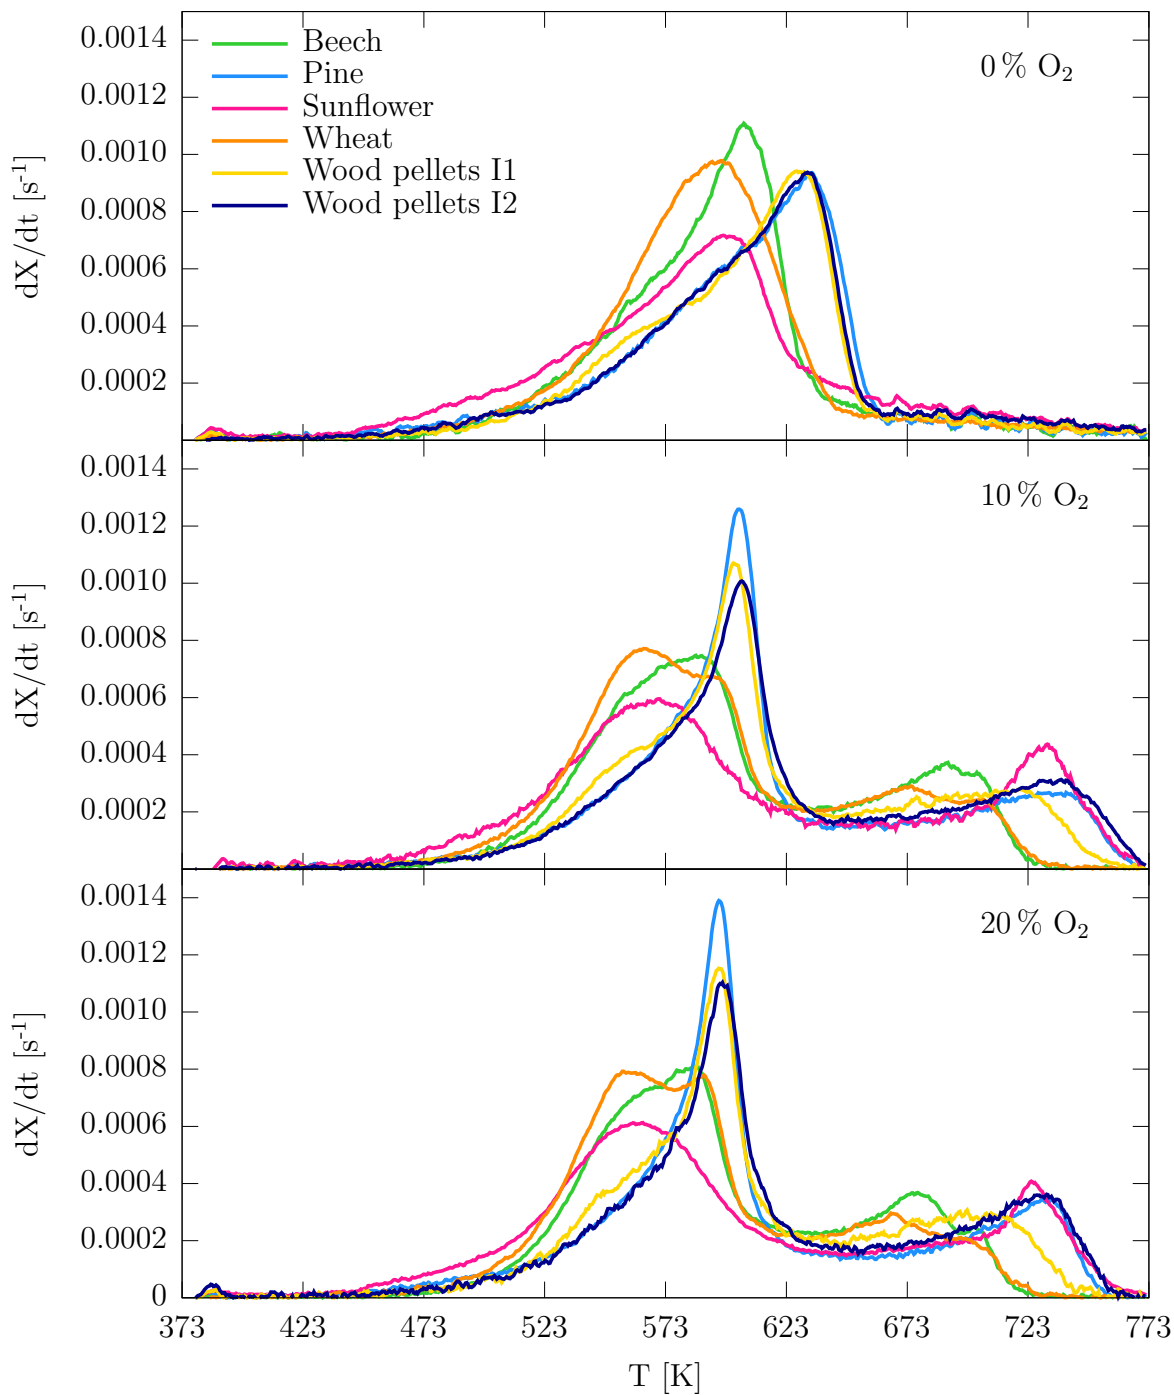 0.0014
0.0012
0.0010
0.0008
0.0006
0.0004
0.0002
dX/dt [s-1]
Beech
Pine
Sunflower
Wheat
Wood pellets I1
Wood pellets I2
0 % O2
0.0014
0.0012
0.0010
0.0008
0.0006
0.0004
0.0002
dX/dt [s-1]
10 % O2
0.0014
0.0012
0.0010
0.0008
0.0006
0.0004
0.0002
0
dX/dt [s-1]
20 % O2
373 423 473 523 573 623 673 723 773
T [K]